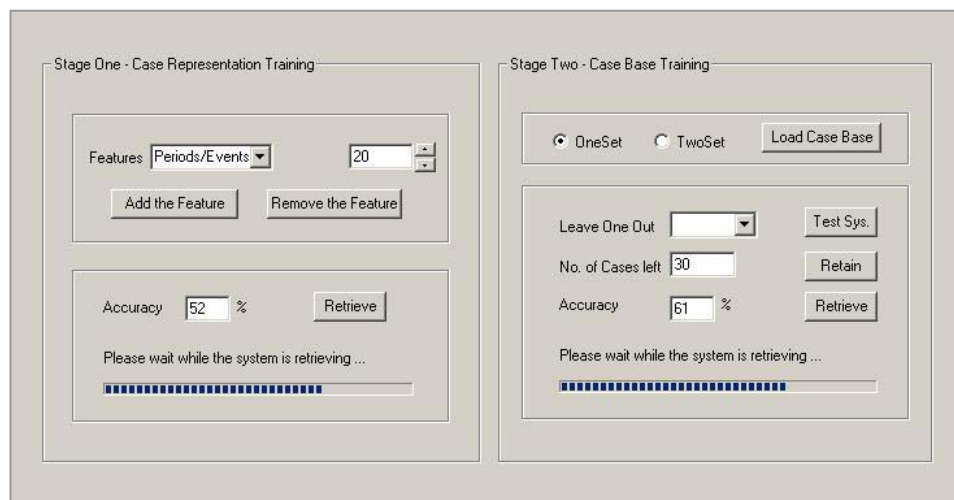 Stage One - Case Representation Training
Features Periods/Events 20
Add the Feature Remove the Feature
Accuracy 52 % Retrieve
Please wait while the system is retrieving ...
Stage Two - Case Base Training
OneSet TwoSet Load Case Base
Leave One Out Test Sys.
No. of Cases left 30 Retain
Accuracy 61 % Retrieve
Please wait while the system is retrieving ...